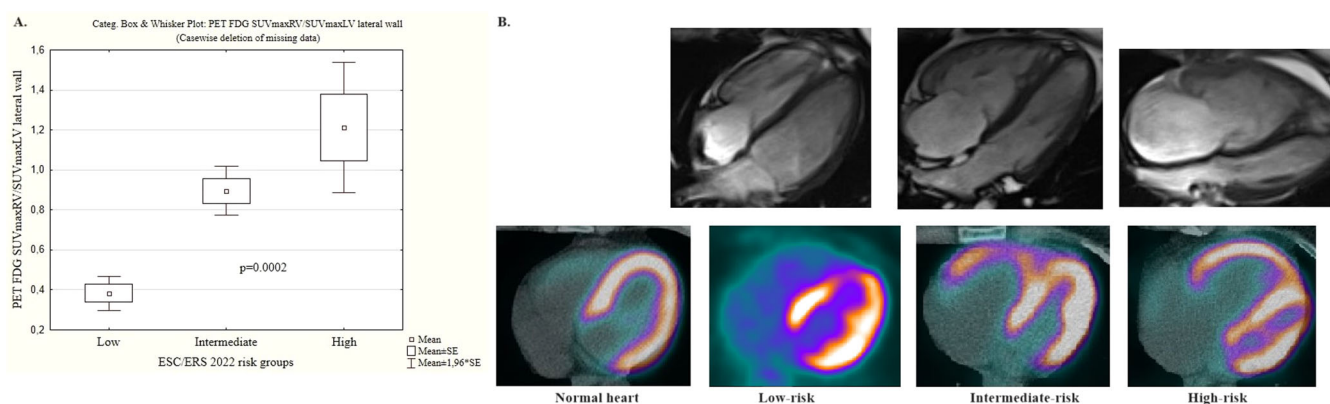 A.
Categ. Box & Whisker Plot: PET FDG SUVmaxRV/SUVmaxLV lateral wall
(Casewise deletion of missing data)
PET FDG SUVmaxRV/SUVmaxLV lateral wall
1,6
1,4
1,2
1,0
0,8
0,6
0,4
0,2
p=0.0002
Low
Intermediate
High
ESC/ERS 2022 risk groups
Mean
Mean±SE
Mean±1,96*SE
B.
Normal heart
Low-risk
Intermediate-risk
High-risk